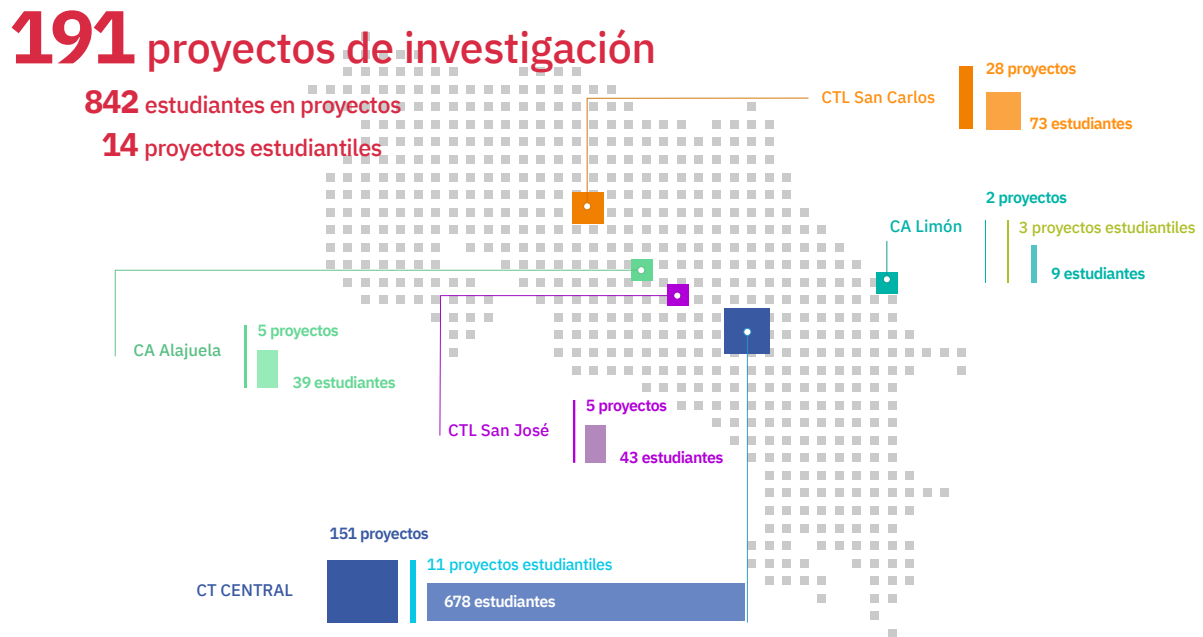 191 proyectos de investigación
842 estudiantes en proyectos
14 proyectos estudiantiles
CTL San Carlos
28 proyectos
73 estudiantes
CA Limón
2 proyectos
3 proyectos estudiantiles
9 estudiantes
CA Alajuela
5 proyectos
39 estudiantes
CTL San José
5 proyectos
43 estudiantes
CT CENTRAL
151 proyectos
11 proyectos estudiantiles
678 estudiantes